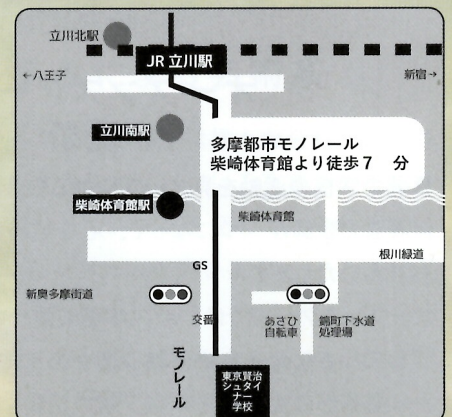 立川北駅
JR 立川駅
←八王子
新宿→
立川南駅
多摩都市モノレール
柴崎体育館より徒歩7 分
柴崎体育館駅
柴崎体育館
根川緑道
GS
新奥多摩街道
交番
あさひ
自転車
錦町下水道
処理場
モノレール
東京賢治
シュタイ
ナー
学校